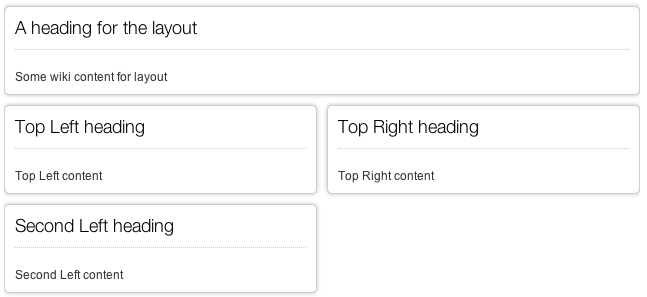 A heading for the layout
Some wiki content for layout
Top Left heading
Top Left content
Top Right heading
Top Right content
Second Left heading
Second Left content